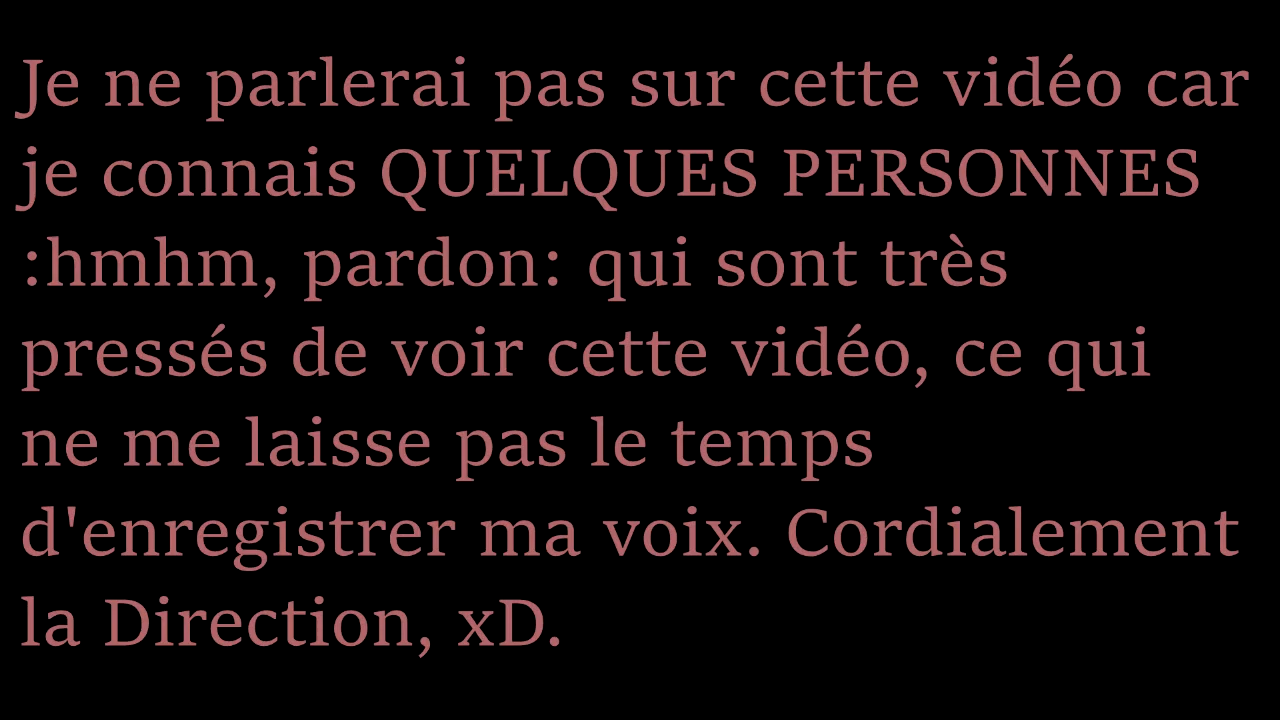 Je ne parlerai pas sur cette vidéo car
je connais QUELQUES PERSONNES
:hmhm, pardon: qui sont très
pressés de voir cette vidéo, ce qui
ne me laisse pas le temps
d'enregistrer ma voix. Cordialement
la Direction, xD.